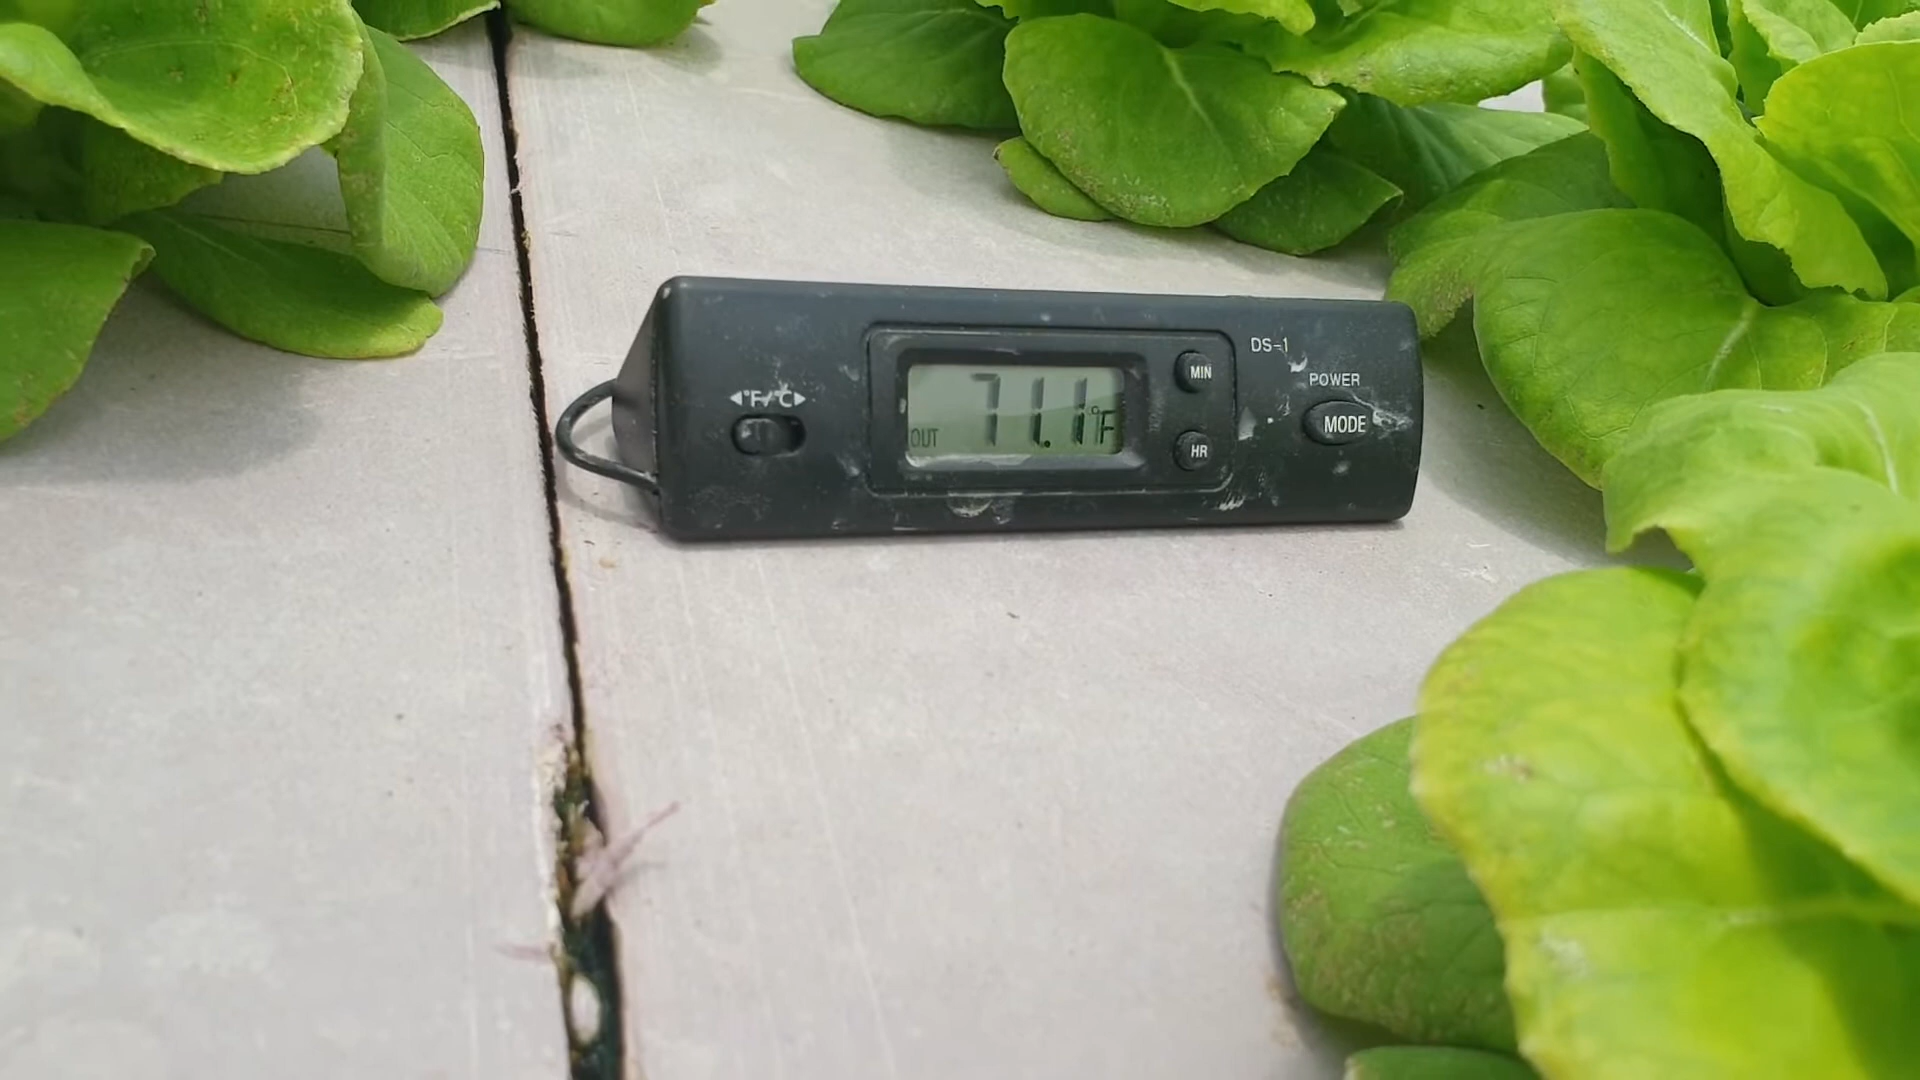 DS-1
◀°F/°C▶
MIN
POWER
71.1°F
OUT
MODE
HR